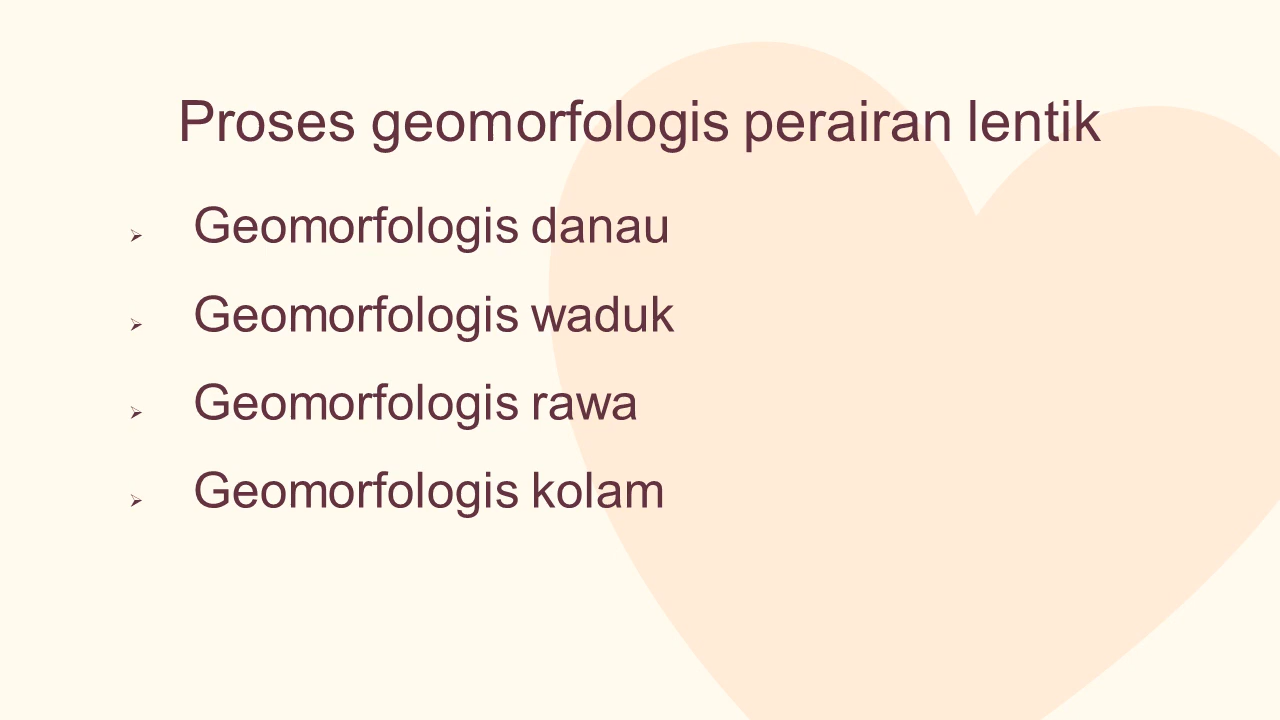 Proses geomorfologis perairan lentik
➢ Geomorfologis danau
➢ Geomorfologis waduk
➢ Geomorfologis rawa
➢ Geomorfologis kolam